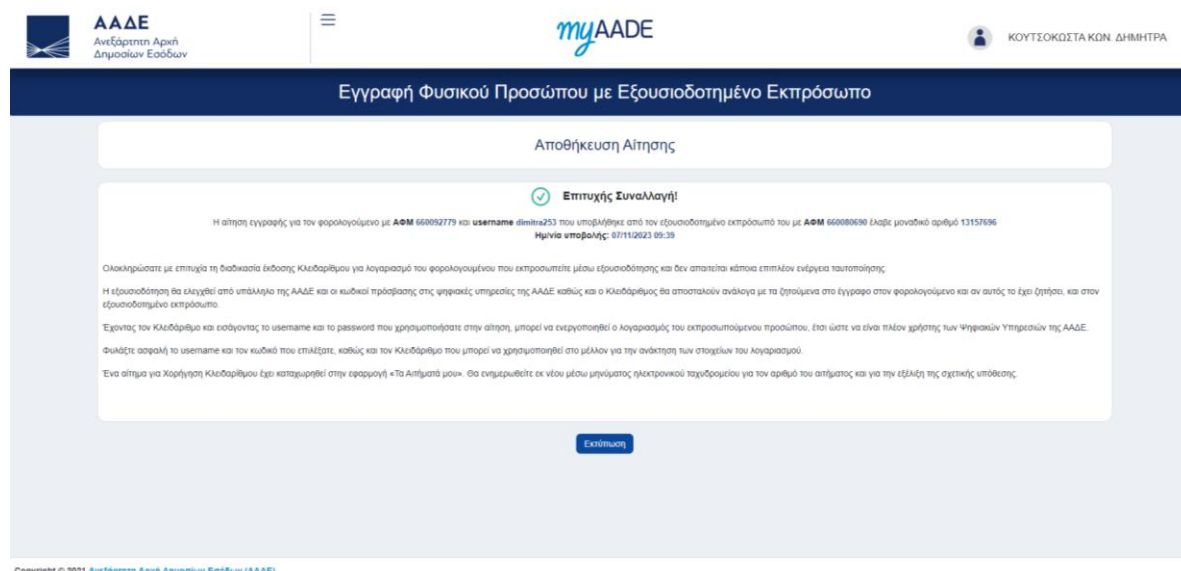 ΑΑΔΕ
Ανεξάρτητη Αρχή
Δημοσίων Εσόδων
myAADE
ΚΟΥΤΣΟΚΩΣΤΑ ΚΩΝ. ΔΗΜΗΤΡΑ
Εγγραφή Φυσικού Προσώπου με Εξουσιοδοτημένο Εκπρόσωπο
Αποθήκευση Αίτησης
Επιτυχής Συναλλαγή!
Η αίτηση εγγραφής για τον φορολογούμενο με ΑΦΜ 660092779 και username dimitra253 που υποβλήθηκε από τον εξουσιοδοτημένο εκπρόσωπό του με ΑΦΜ 660080690 έλαβε μοναδικό αριθμό 13157696
Ημ/νία υποβολής: 07/11/2023 09:39
Ολοκληρώσατε με επιτυχία τη διαδικασία έκδοσης Κλειδαρίθμου για λογαριασμό του φορολογουμένου που εκπροσωπείτε μέσω εξουσιοδότησης και δεν απαιτείται κάποια επιπλέον ενέργεια ταυτοποίησης.
Η εξουσιοδότηση θα ελεγχθεί από υπάλληλο της ΑΑΔΕ και οι κωδικοί πρόσβασης στις ψηφιακές υπηρεσίες της ΑΑΔΕ καθώς και ο Κλειδάριθμος θα αποσταλούν ανάλογα με τα ζητούμενα στο έγγραφο στον φορολογούμενο και αν αυτός το έχει ζητήσει, και στον
εξουσιοδοτημένο εκπρόσωπο.
Έχοντας τον Κλειδάριθμο και εισάγοντας το username και το password που χρησιμοποιήσατε στην αίτηση, μπορεί να ενεργοποιηθεί ο λογαριασμός του εκπροσωπούμενου προσώπου, έτσι ώστε να είναι πλέον χρήστης των Ψηφιακών Υπηρεσιών της ΑΑΔΕ.
Φυλάξτε ασφαλή το username και τον κωδικό που επιλέξατε, καθώς και τον Κλειδάριθμο που μπορεί να χρησιμοποιηθεί στο μέλλον για την ανάκτηση των στοιχείων του λογαριασμού.
Ένα αίτημα για Χορήγηση Κλειδαρίθμου έχει καταχωρηθεί στην εφαρμογή «Τα Αιτήματά μου». Θα ενημερωθείτε εκ νέου μέσω μηνύματος ηλεκτρονικού ταχυδρομείου για τον αριθμό του αιτήματος και για την εξέλιξη της σχετικής υπόθεσης.
Εκτύπωση
Copyright © 2021 Ανεξάρτητη Αρχή Δημοσίων Εσόδων (ΑΑΔΕ)